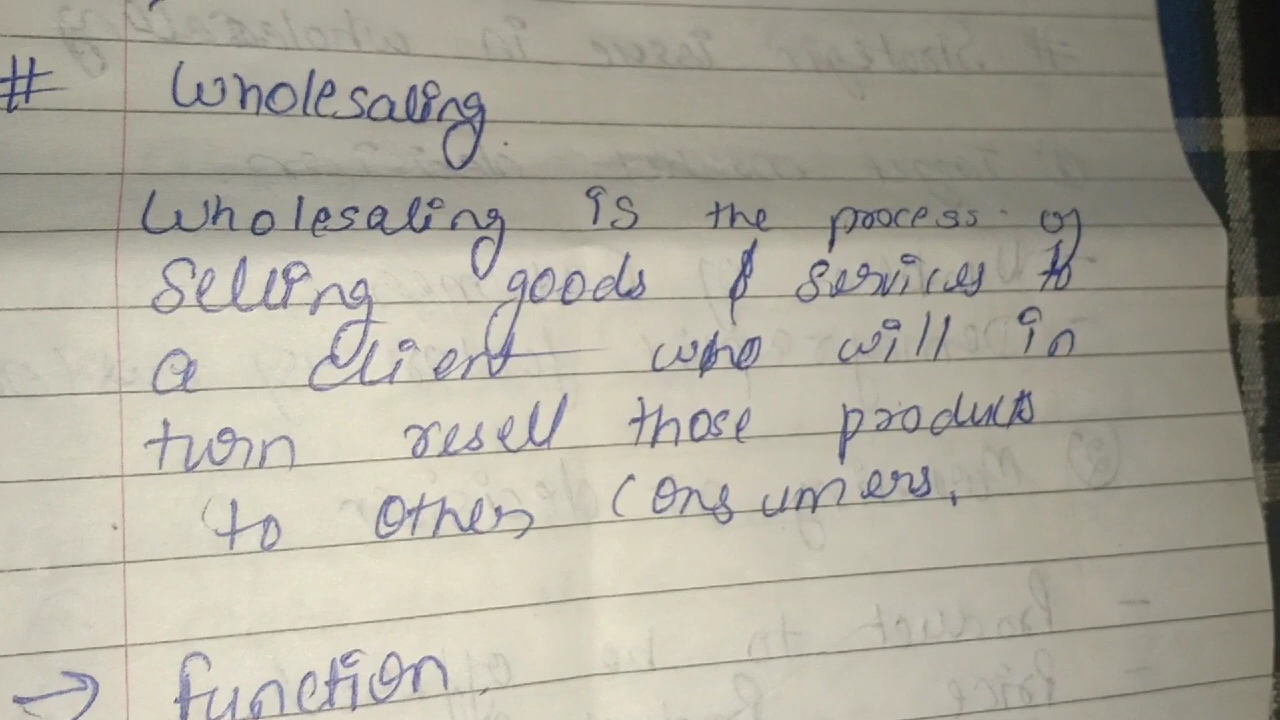 # Wholesaling
Wholesaling is the process of
selling goods & services to
a client who will in
turn resell those products
to other consumers.
→ function